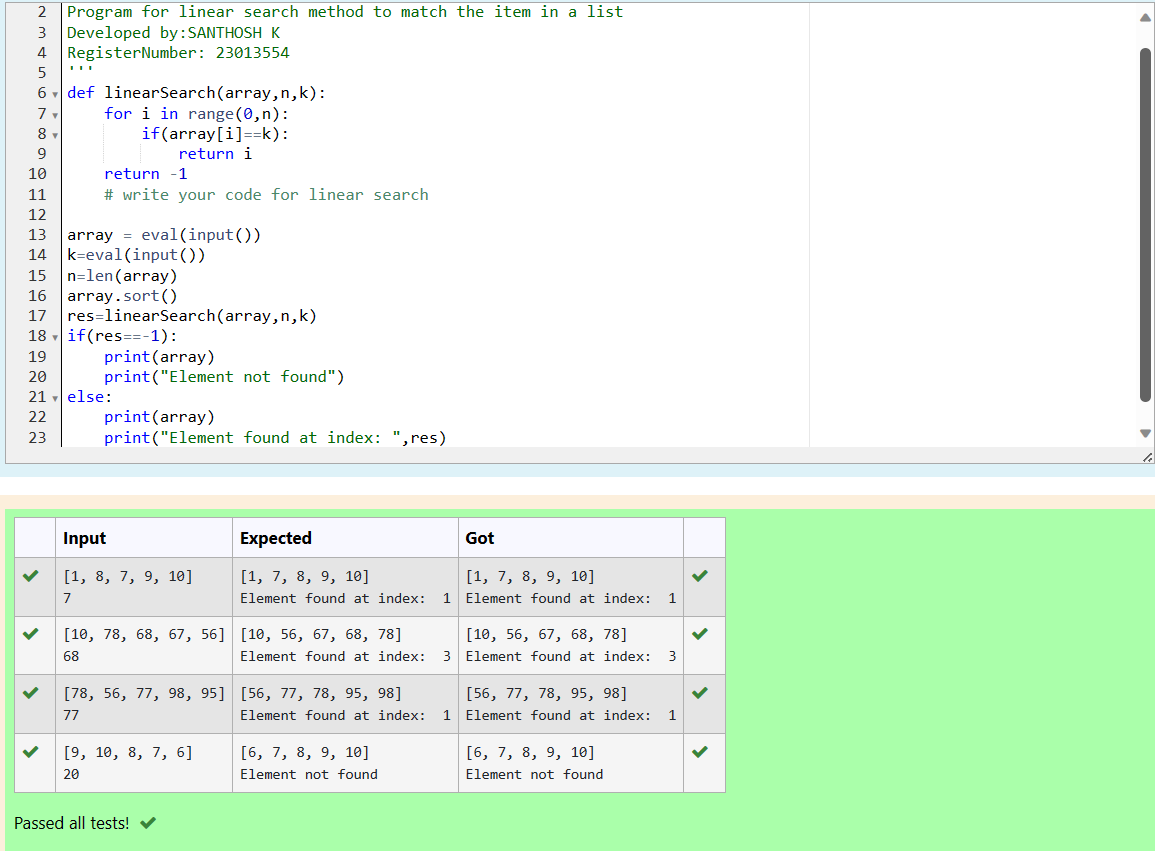 2 Program for linear search method to match the item in a list
3 Developed by:SANTHOSH K
4 RegisterNumber: 23013554
5 '''
6 def linearSearch(array,n,k):
7     for i in range(0,n):
8         if(array[i]==k):
9             return i
10     return -1
11     # write your code for linear search
12
13 array = eval(input())
14 k=eval(input())
15 n=len(array)
16 array.sort()
17 res=linearSearch(array,n,k)
18 if(res==-1):
19     print(array)
20     print("Element not found")
21 else:
22     print(array)
23     print("Element found at index: ",res)
Input Expected Got
[1, 8, 7, 9, 10] [1, 7, 8, 9, 10] [1, 7, 8, 9, 10]
7 Element found at index:  1 Element found at index:  1
[10, 78, 68, 67, 56] [10, 56, 67, 68, 78] [10, 56, 67, 68, 78]
68 Element found at index:  3 Element found at index:  3
[78, 56, 77, 98, 95] [56, 77, 78, 95, 98] [56, 77, 78, 95, 98]
77 Element found at index:  1 Element found at index:  1
[9, 10, 8, 7, 6] [6, 7, 8, 9, 10] [6, 7, 8, 9, 10]
20 Element not found Element not found
Passed all tests!